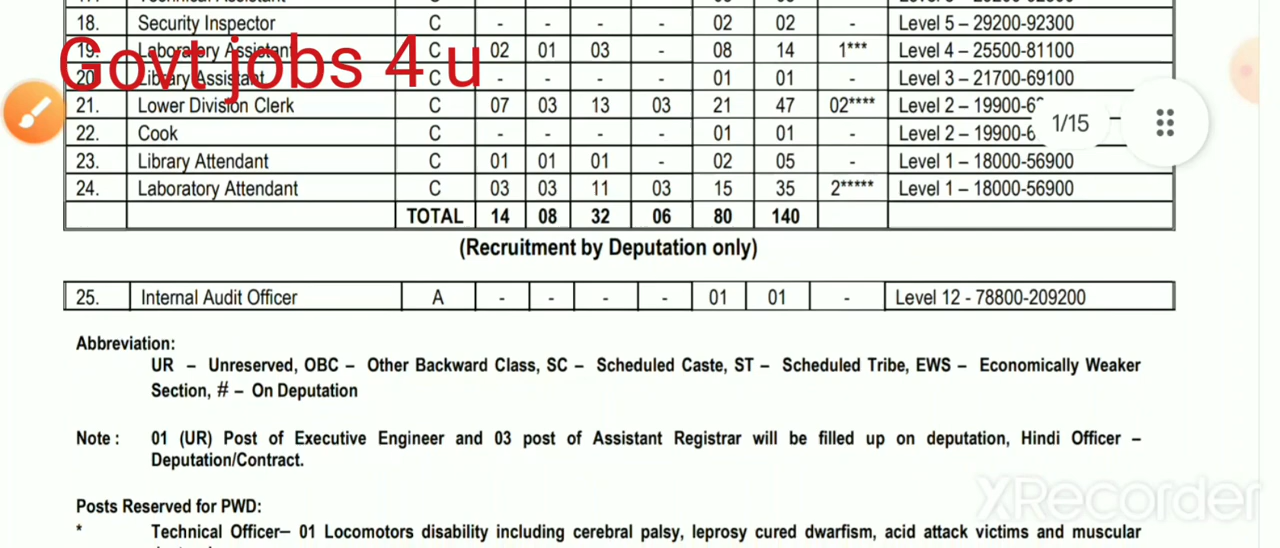 18. Security Inspector C - - - - 02 02 - Level 5 – 29200-92300
Govt jobs 4 u
19. Laboratory Assistant C 02 01 03 - 08 14 1*** Level 4 – 25500-81100
20. Library Assistant C - - - - 01 01 - Level 3 – 21700-69100
21. Lower Division Clerk C 07 03 13 03 21 47 02**** Level 2 – 19900-6
1/15
22. Cook C - - - - 01 01 - Level 2 – 19900-6
23. Library Attendant C 01 01 01 - 02 05 - Level 1 – 18000-56900
24. Laboratory Attendant C 03 03 11 03 15 35 2***** Level 1 – 18000-56900
TOTAL 14 08 32 06 80 140
(Recruitment by Deputation only)
25. Internal Audit Officer A - - - - 01 01 - Level 12 - 78800-209200
Abbreviation:
UR – Unreserved, OBC – Other Backward Class, SC – Scheduled Caste, ST – Scheduled Tribe, EWS – Economically Weaker
Section, # – On Deputation
Note : 01 (UR) Post of Executive Engineer and 03 post of Assistant Registrar will be filled up on deputation, Hindi Officer –
Deputation/Contract.
XRecorder
Posts Reserved for PWD:
* Technical Officer– 01 Locomotors disability including cerebral palsy, leprosy cured dwarfism, acid attack victims and muscular